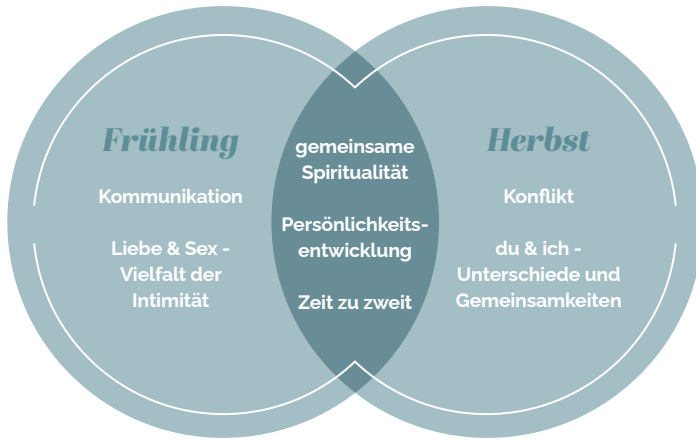 Frühling
Kommunikation
Liebe & Sex -
Vielfalt der
Intimität
gemeinsame
Spiritualität
Persönlichkeits-
entwicklung
Zeit zu zweit
Herbst
Konflikt
du & ich -
Unterschiede und
Gemeinsamkeiten